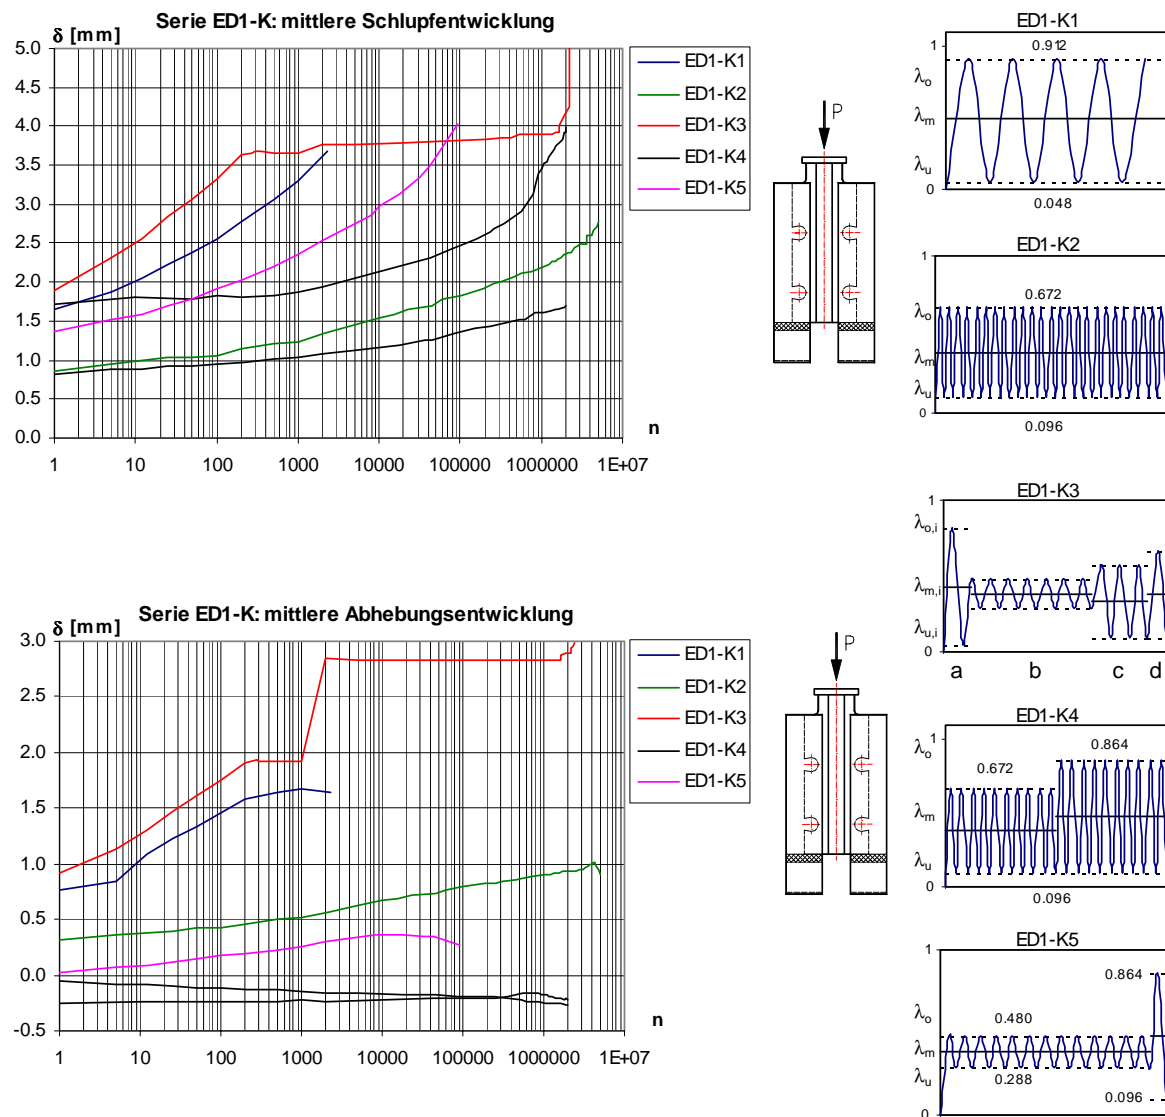 Serie ED1-K: mittlere Schlupfentwicklung
δ [mm]
5.0
4.5
4.0
3.5
3.0
2.5
2.0
1.5
1.0
0.5
0.0
1
10
100
1000
10000
100000
1000000
1E+07
n
ED1-K1
ED1-K2
ED1-K3
ED1-K4
ED1-K5
P
Serie ED1-K: mittlere Abhebungsentwicklung
δ [mm]
3.0
2.5
2.0
1.5
1.0
0.5
0.0
-0.5
1
10
100
1000
10000
100000
1000000
1E+07
n
ED1-K1
ED1-K2
ED1-K3
ED1-K4
ED1-K5
P
ED1-K1
1
0.912
λo
λm
λu
0
0.048
ED1-K2
1
0.672
λo
λm
λu
0
0.096
ED1-K3
1
λo,i
λm,i
λu,i
0
a b c d
ED1-K4
1
0.864
λo
0.672
λm
λu
0
0.096
ED1-K5
1
0.864
λo
0.480
λm
λu
0.288
0.096
0